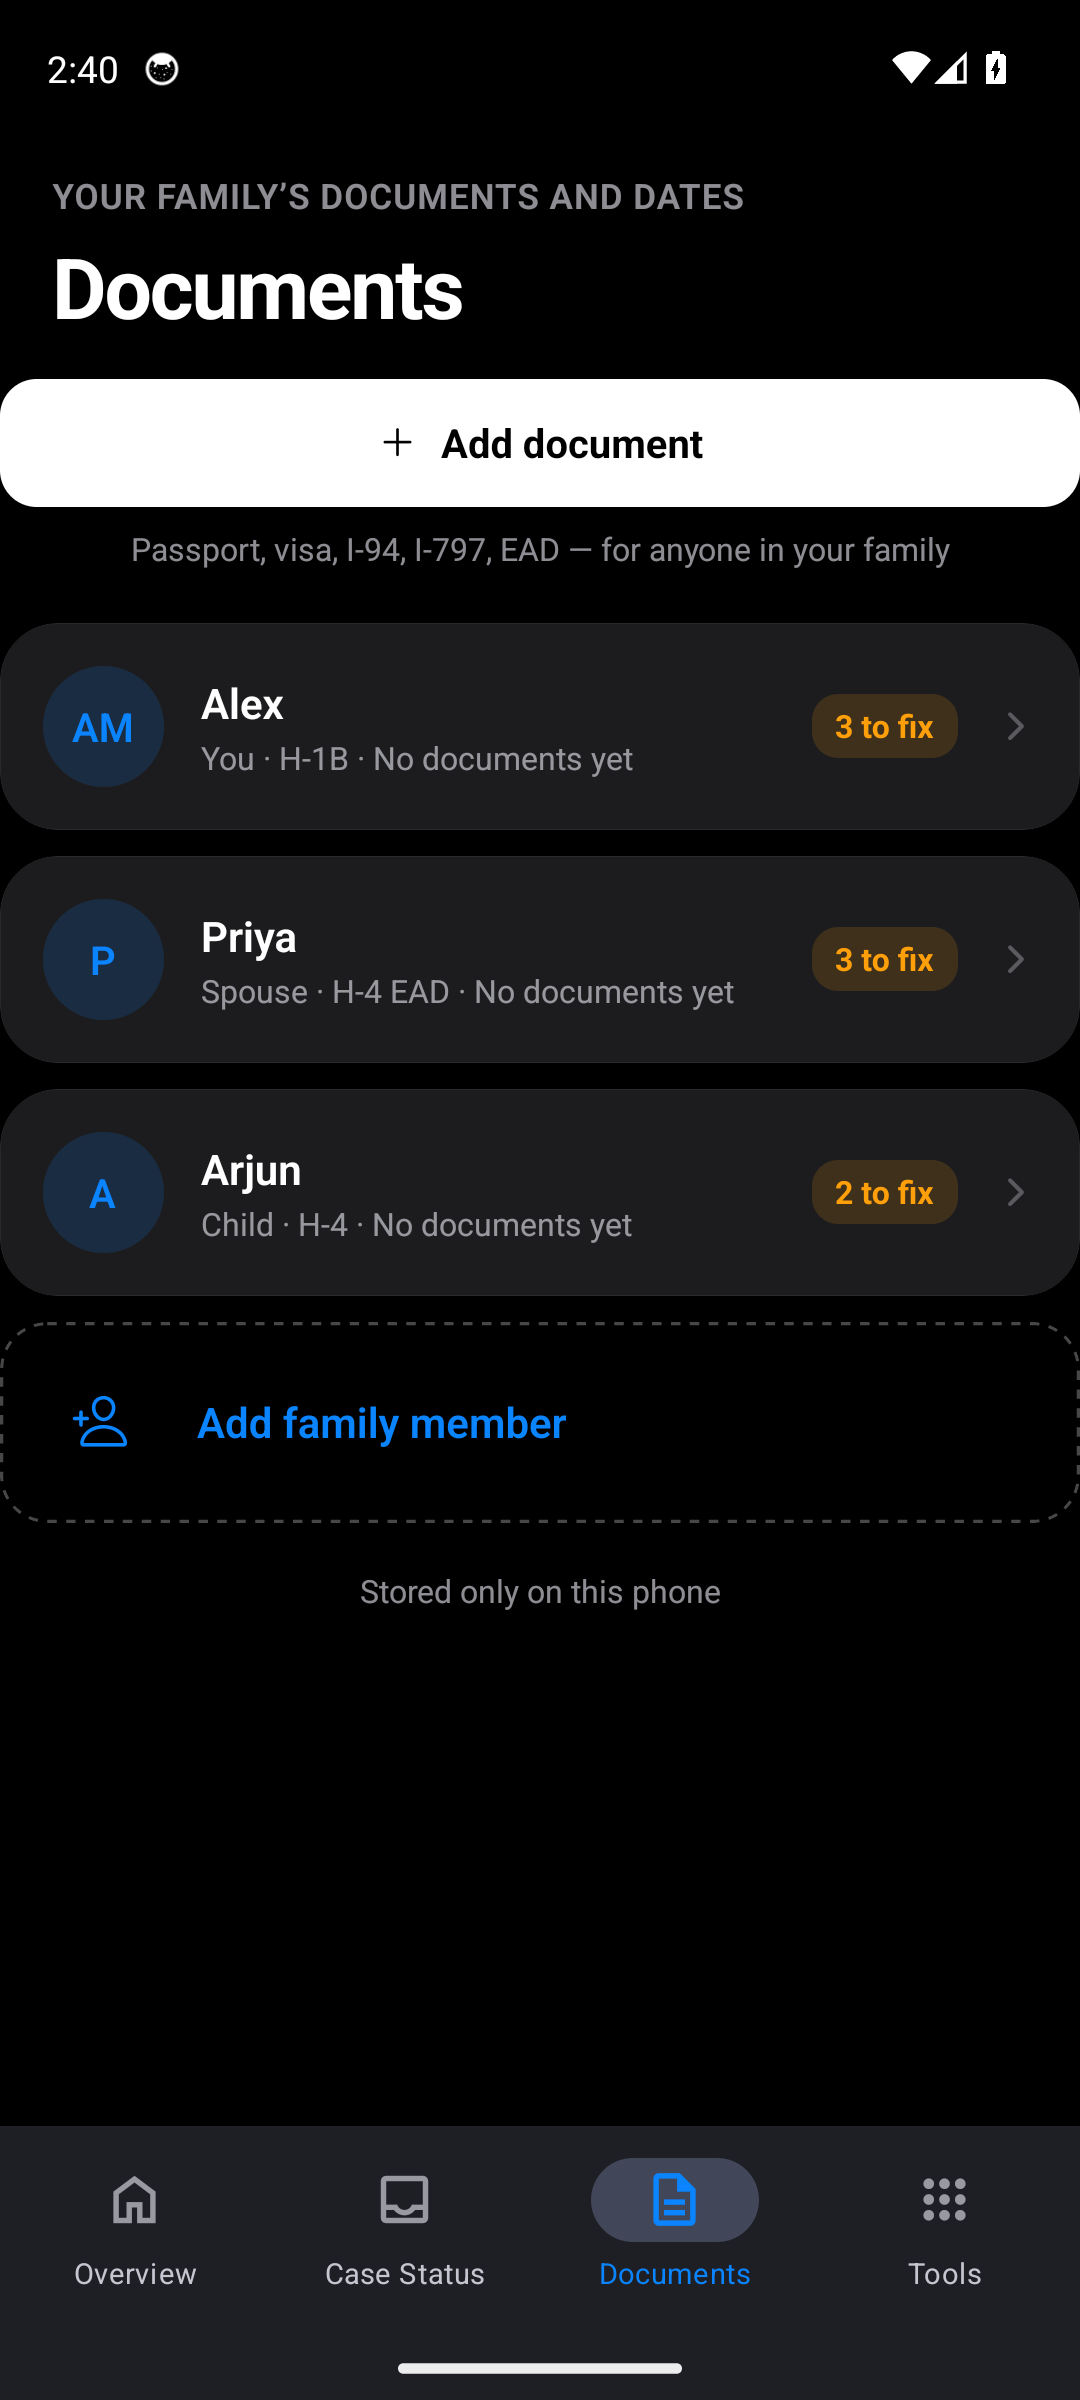 2:40
YOUR FAMILY’S DOCUMENTS AND DATES
Documents
Add document
Passport, visa, I-94, I-797, EAD — for anyone in your family
AM
Alex
You · H-1B · No documents yet
3 to fix
P
Priya
Spouse · H-4 EAD · No documents yet
3 to fix
A
Arjun
Child · H-4 · No documents yet
2 to fix
Add family member
Stored only on this phone
Overview
Case Status
Documents
Tools